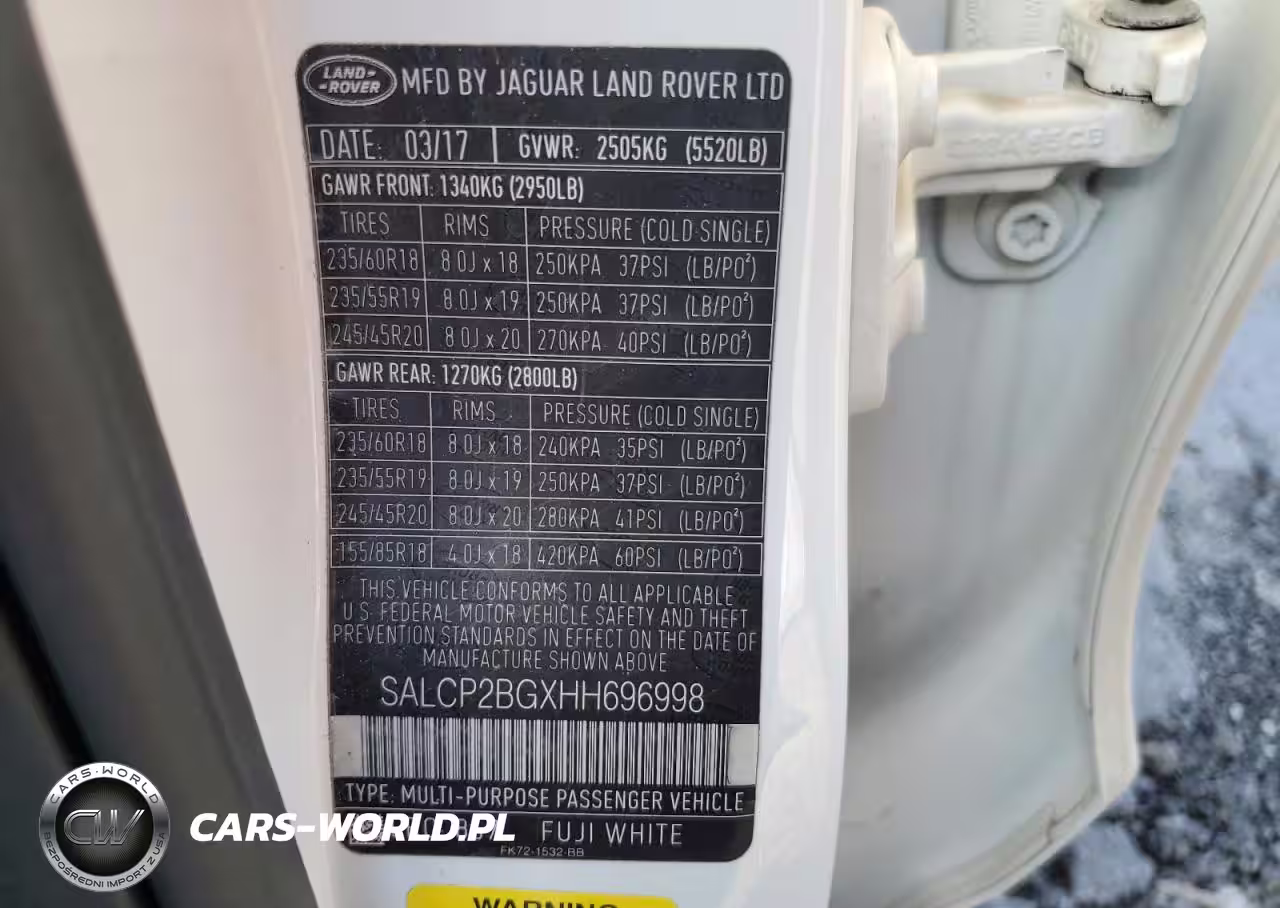 LAND-
-ROVER
MFD BY JAGUAR LAND ROVER LTD
DATE: 03/17 GVWR: 2505KG (5520LB)
GAWR FRONT: 1340KG (2950LB)
TIRES RIMS PRESSURE (COLD SINGLE)
235/60R18 8.0J x 18 250KPA 37PSI (LB/PO²)
235/55R19 8.0J x 19 250KPA 37PSI (LB/PO²)
245/45R20 8.0J x 20 270KPA 40PSI (LB/PO²)
GAWR REAR: 1270KG (2800LB)
TIRES RIMS PRESSURE (COLD SINGLE)
235/60R18 8.0J x 18 240KPA 35PSI (LB/PO²)
235/55R19 8.0J x 19 250KPA 37PSI (LB/PO²)
245/45R20 8.0J x 20 280KPA 41PSI (LB/PO²)
155/85R18 4.0J x 18 420KPA 60PSI (LB/PO²)
THIS VEHICLE CONFORMS TO ALL APPLICABLE
U.S. FEDERAL MOTOR VEHICLE SAFETY AND THEFT
PREVENTION STANDARDS IN EFFECT ON THE DATE OF
MANUFACTURE SHOWN ABOVE
SALCP2BGXHH696998
TYPE: MULTI-PURPOSE PASSENGER VEHICLE
FUJI WHITE
FK72-1532-BB
WARNING
CARS-WORLD
CW
BEZPOŚREDNI IMPORT Z USA
CARS-WORLD.PL